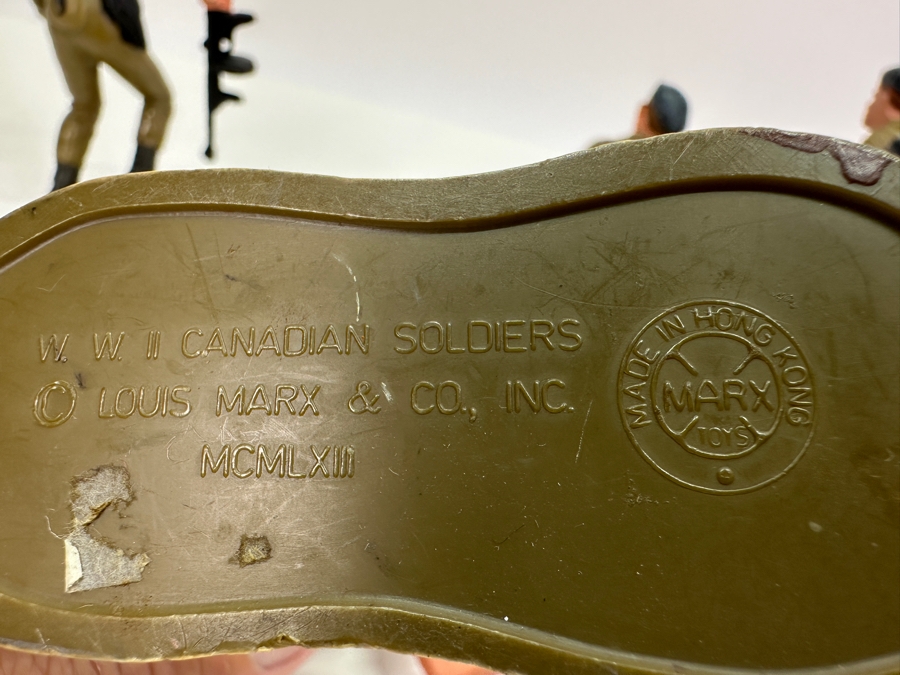 W. W. II CANADIAN SOLDIERS
© LOUIS MARX & CO., INC.
MCMLXIII
MADE IN HONG KONG
MARX
TOYS